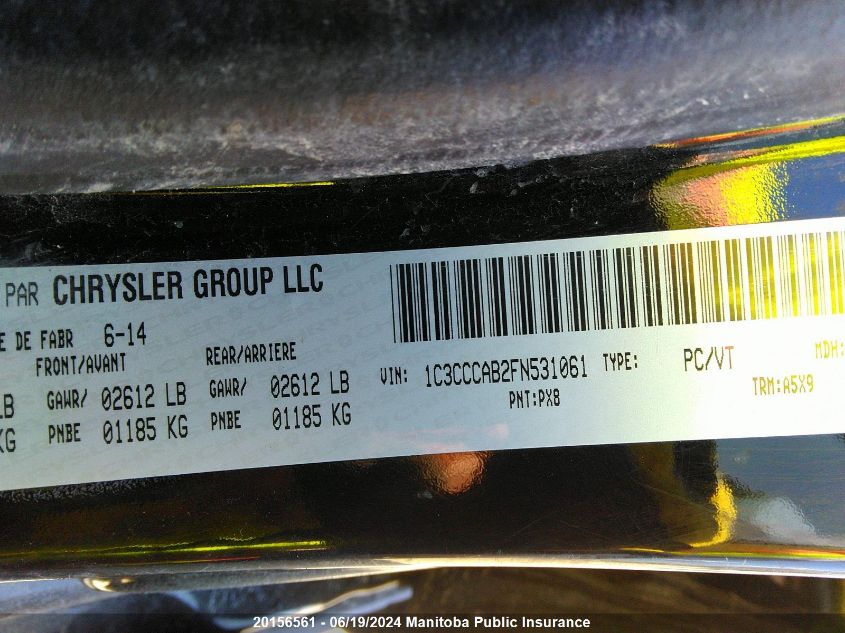 PAR CHRYSLER GROUP LLC
E DE FABR 6-14
FRONT/AVANT REAR/ARRIERE
LB GAWR/ 02612 LB GAWR/ 02612 LB
KG PNBE 01185 KG PNBE 01185 KG
VIN: 1C3CCCAB2FN531061 TYPE: PC/VT MDH:
PNT:PX8 TRM:A5X9
20156561 - 06/19/2024 Manitoba Public Insurance